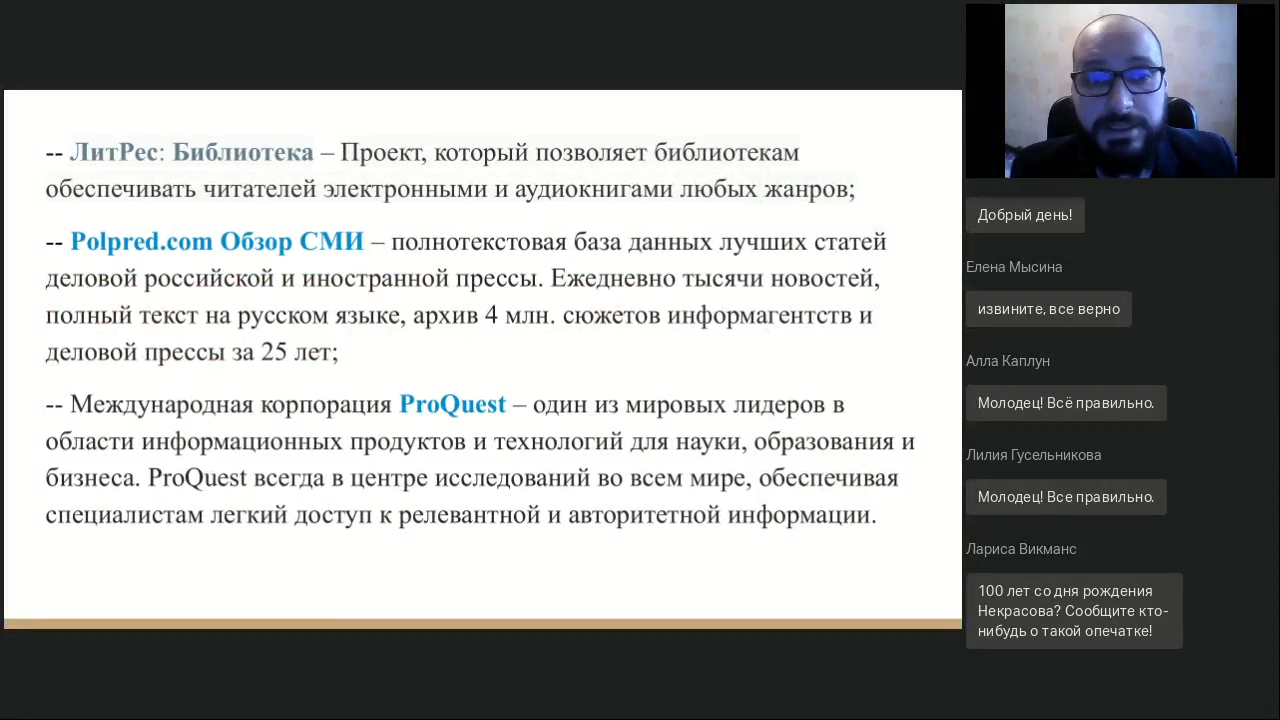 -- ЛитРес: Библиотека – Проект, который позволяет библиотекам
обеспечивать читателей электронными и аудиокнигами любых жанров;
-- Polpred.com Обзор СМИ – полнотекстовая база данных лучших статей
деловой российской и иностранной прессы. Ежедневно тысячи новостей,
полный текст на русском языке, архив 4 млн. сюжетов информагентств и
деловой прессы за 25 лет;
-- Международная корпорация ProQuest – один из мировых лидеров в
области информационных продуктов и технологий для науки, образования и
бизнеса. ProQuest всегда в центре исследований во всем мире, обеспечивая
специалистам легкий доступ к релевантной и авторитетной информации.
Добрый день!
Елена Мысина
извините, все верно
Алла Каплун
Молодец! Всё правильно.
Лилия Гусельникова
Молодец! Все правильно.
Лариса Викманс
100 лет со дня рождения
Некрасова? Сообщите кто-
нибудь о такой опечатке!